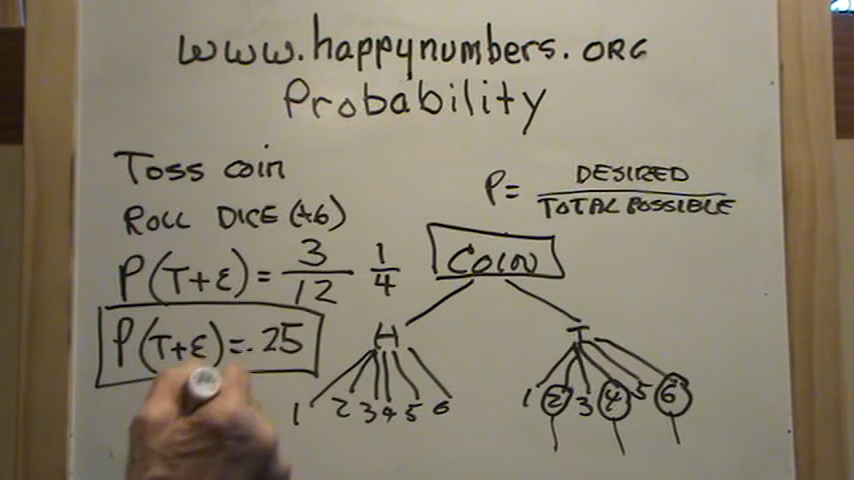 www.happynumbers.ORG
Probability
Toss coin
ROLL DICE (1-6)
P = DESIRED / TOTAL POSSIBLE
P(T+E) = 3/12 1/4
P(T+E) = .25
COIN
H T
1 2 3 4 5 6
1 2 3 4 5 6